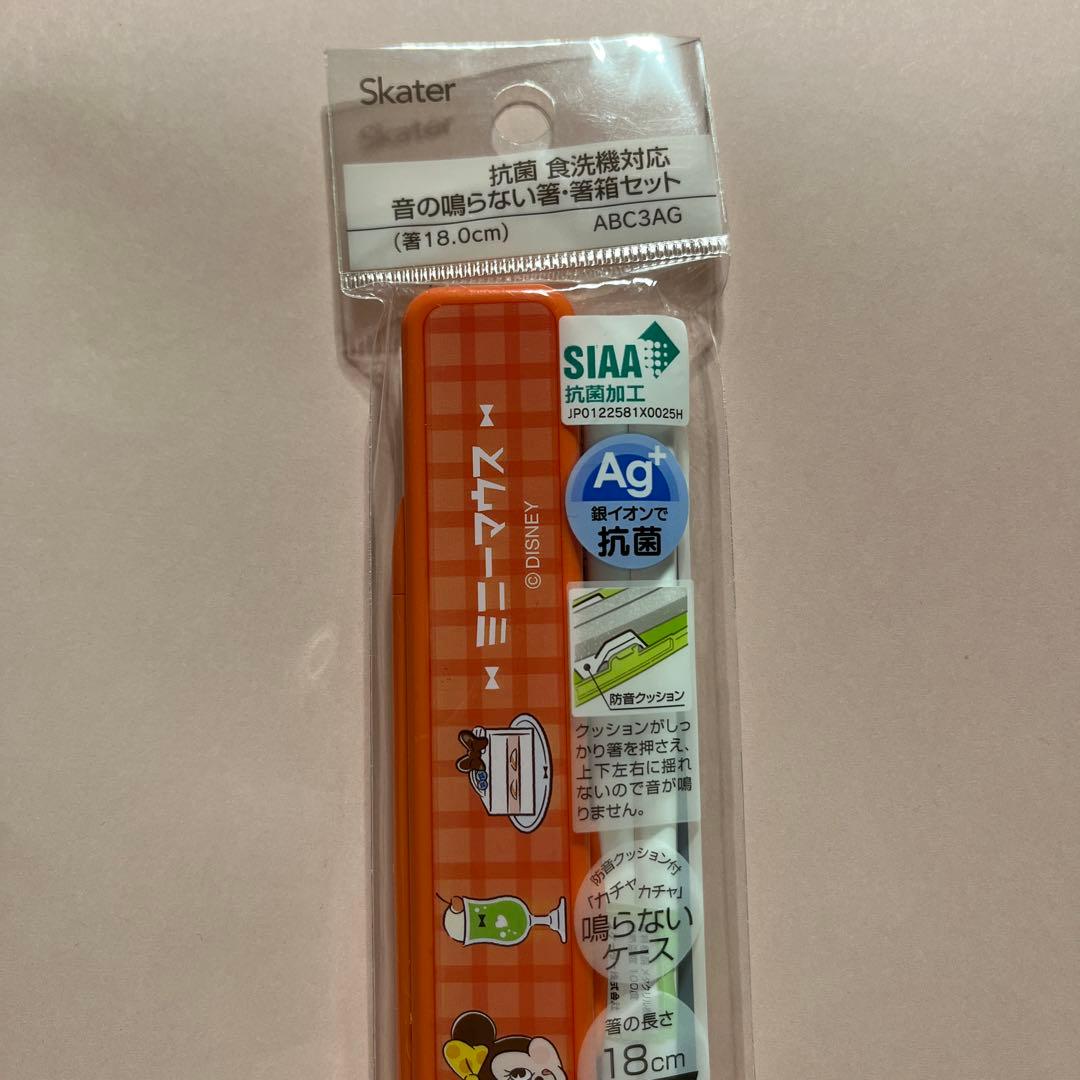 Skater
抗菌 食洗機対応
音の鳴らない箸・箸箱セット
(箸18.0cm) ABC3AG
SIAA
抗菌加工
JP0122581X0025H
Ag+
銀イオンで
抗菌
ミニーマウス
©DISNEY
防音クッション
クッションがしっ
かり箸を押さえ、
上下左右に揺れ
ないので音が鳴
りません。
防音クッション付
「カチャカチャ」
鳴らない
ケース
箸の長さ
18cm